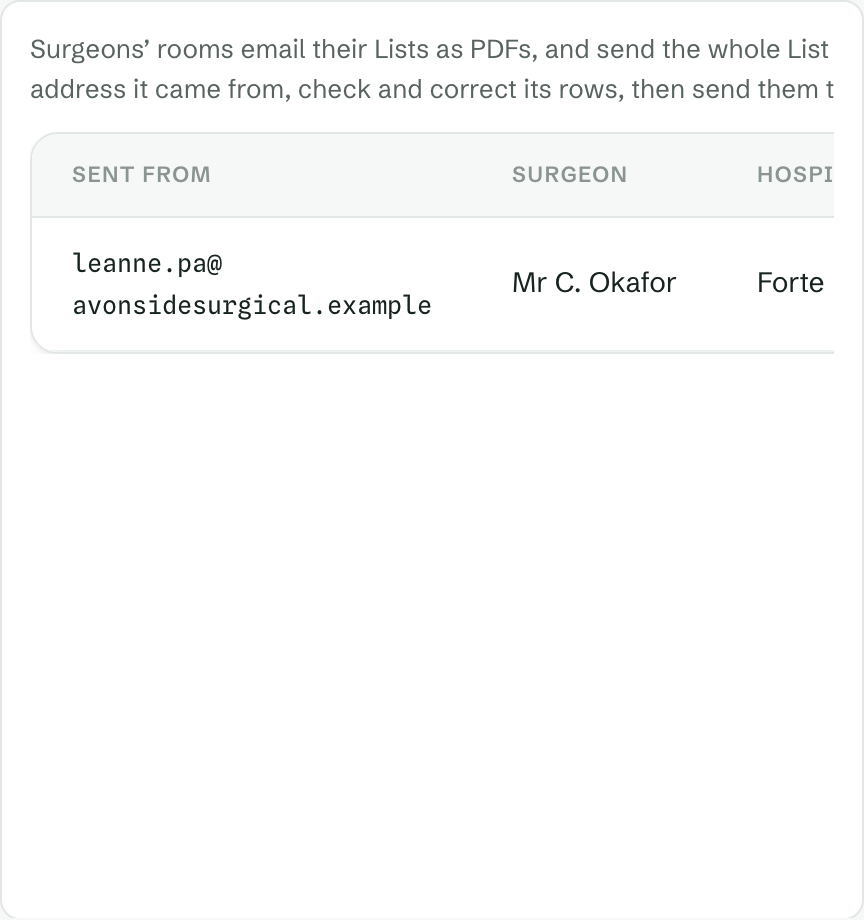 Surgeons’ rooms email their Lists as PDFs, and send the whole List
address it came from, check and correct its rows, then send them
SENT FROM SURGEON
leanne.pa@
avonsidesurgical.example
Mr C. Okafor Forte